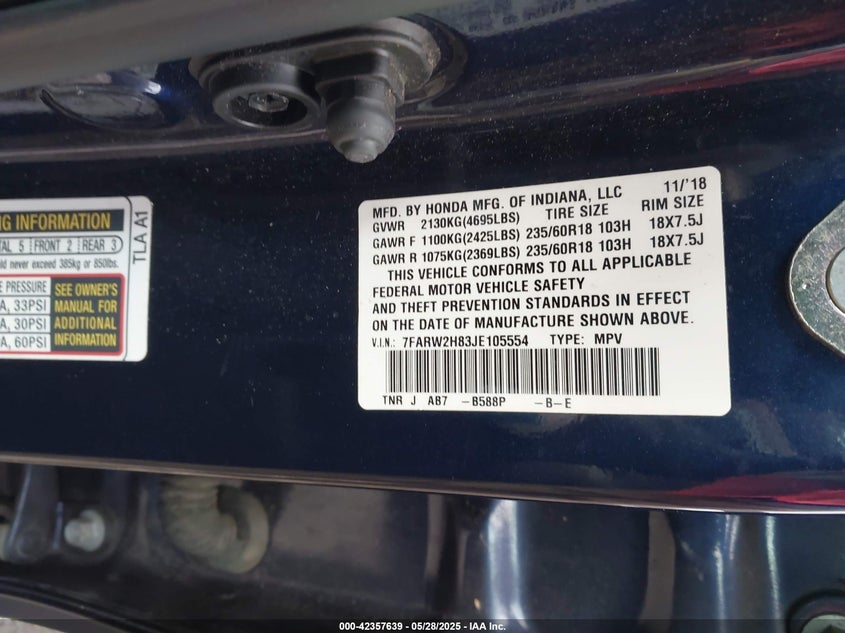 NG INFORMATION
TAL 5 FRONT 2 REAR 3
ld never exceed 385kg or 850lbs.
E PRESSURE
A, 33PSI
A, 30PSI
A, 60PSI
SEE OWNER'S
MANUAL FOR
ADDITIONAL
INFORMATION
TLA A1
MFD. BY HONDA MFG. OF INDIANA, LLC 11/'18
GVWR 2130KG(4695LBS) TIRE SIZE RIM SIZE
GAWR F 1100KG(2425LBS) 235/60R18 103H 18X7.5J
GAWR R 1075KG(2369LBS) 235/60R18 103H 18X7.5J
THIS VEHICLE CONFORMS TO ALL APPLICABLE
FEDERAL MOTOR VEHICLE SAFETY
AND THEFT PREVENTION STANDARDS IN EFFECT
ON THE DATE OF MANUFACTURE SHOWN ABOVE.
V.I.N.: 7FARW2H83JE105554 TYPE: MPV
TNR J AB7 -B588P -B-E
000-42357639 - 05/28/2025 - IAA Inc.